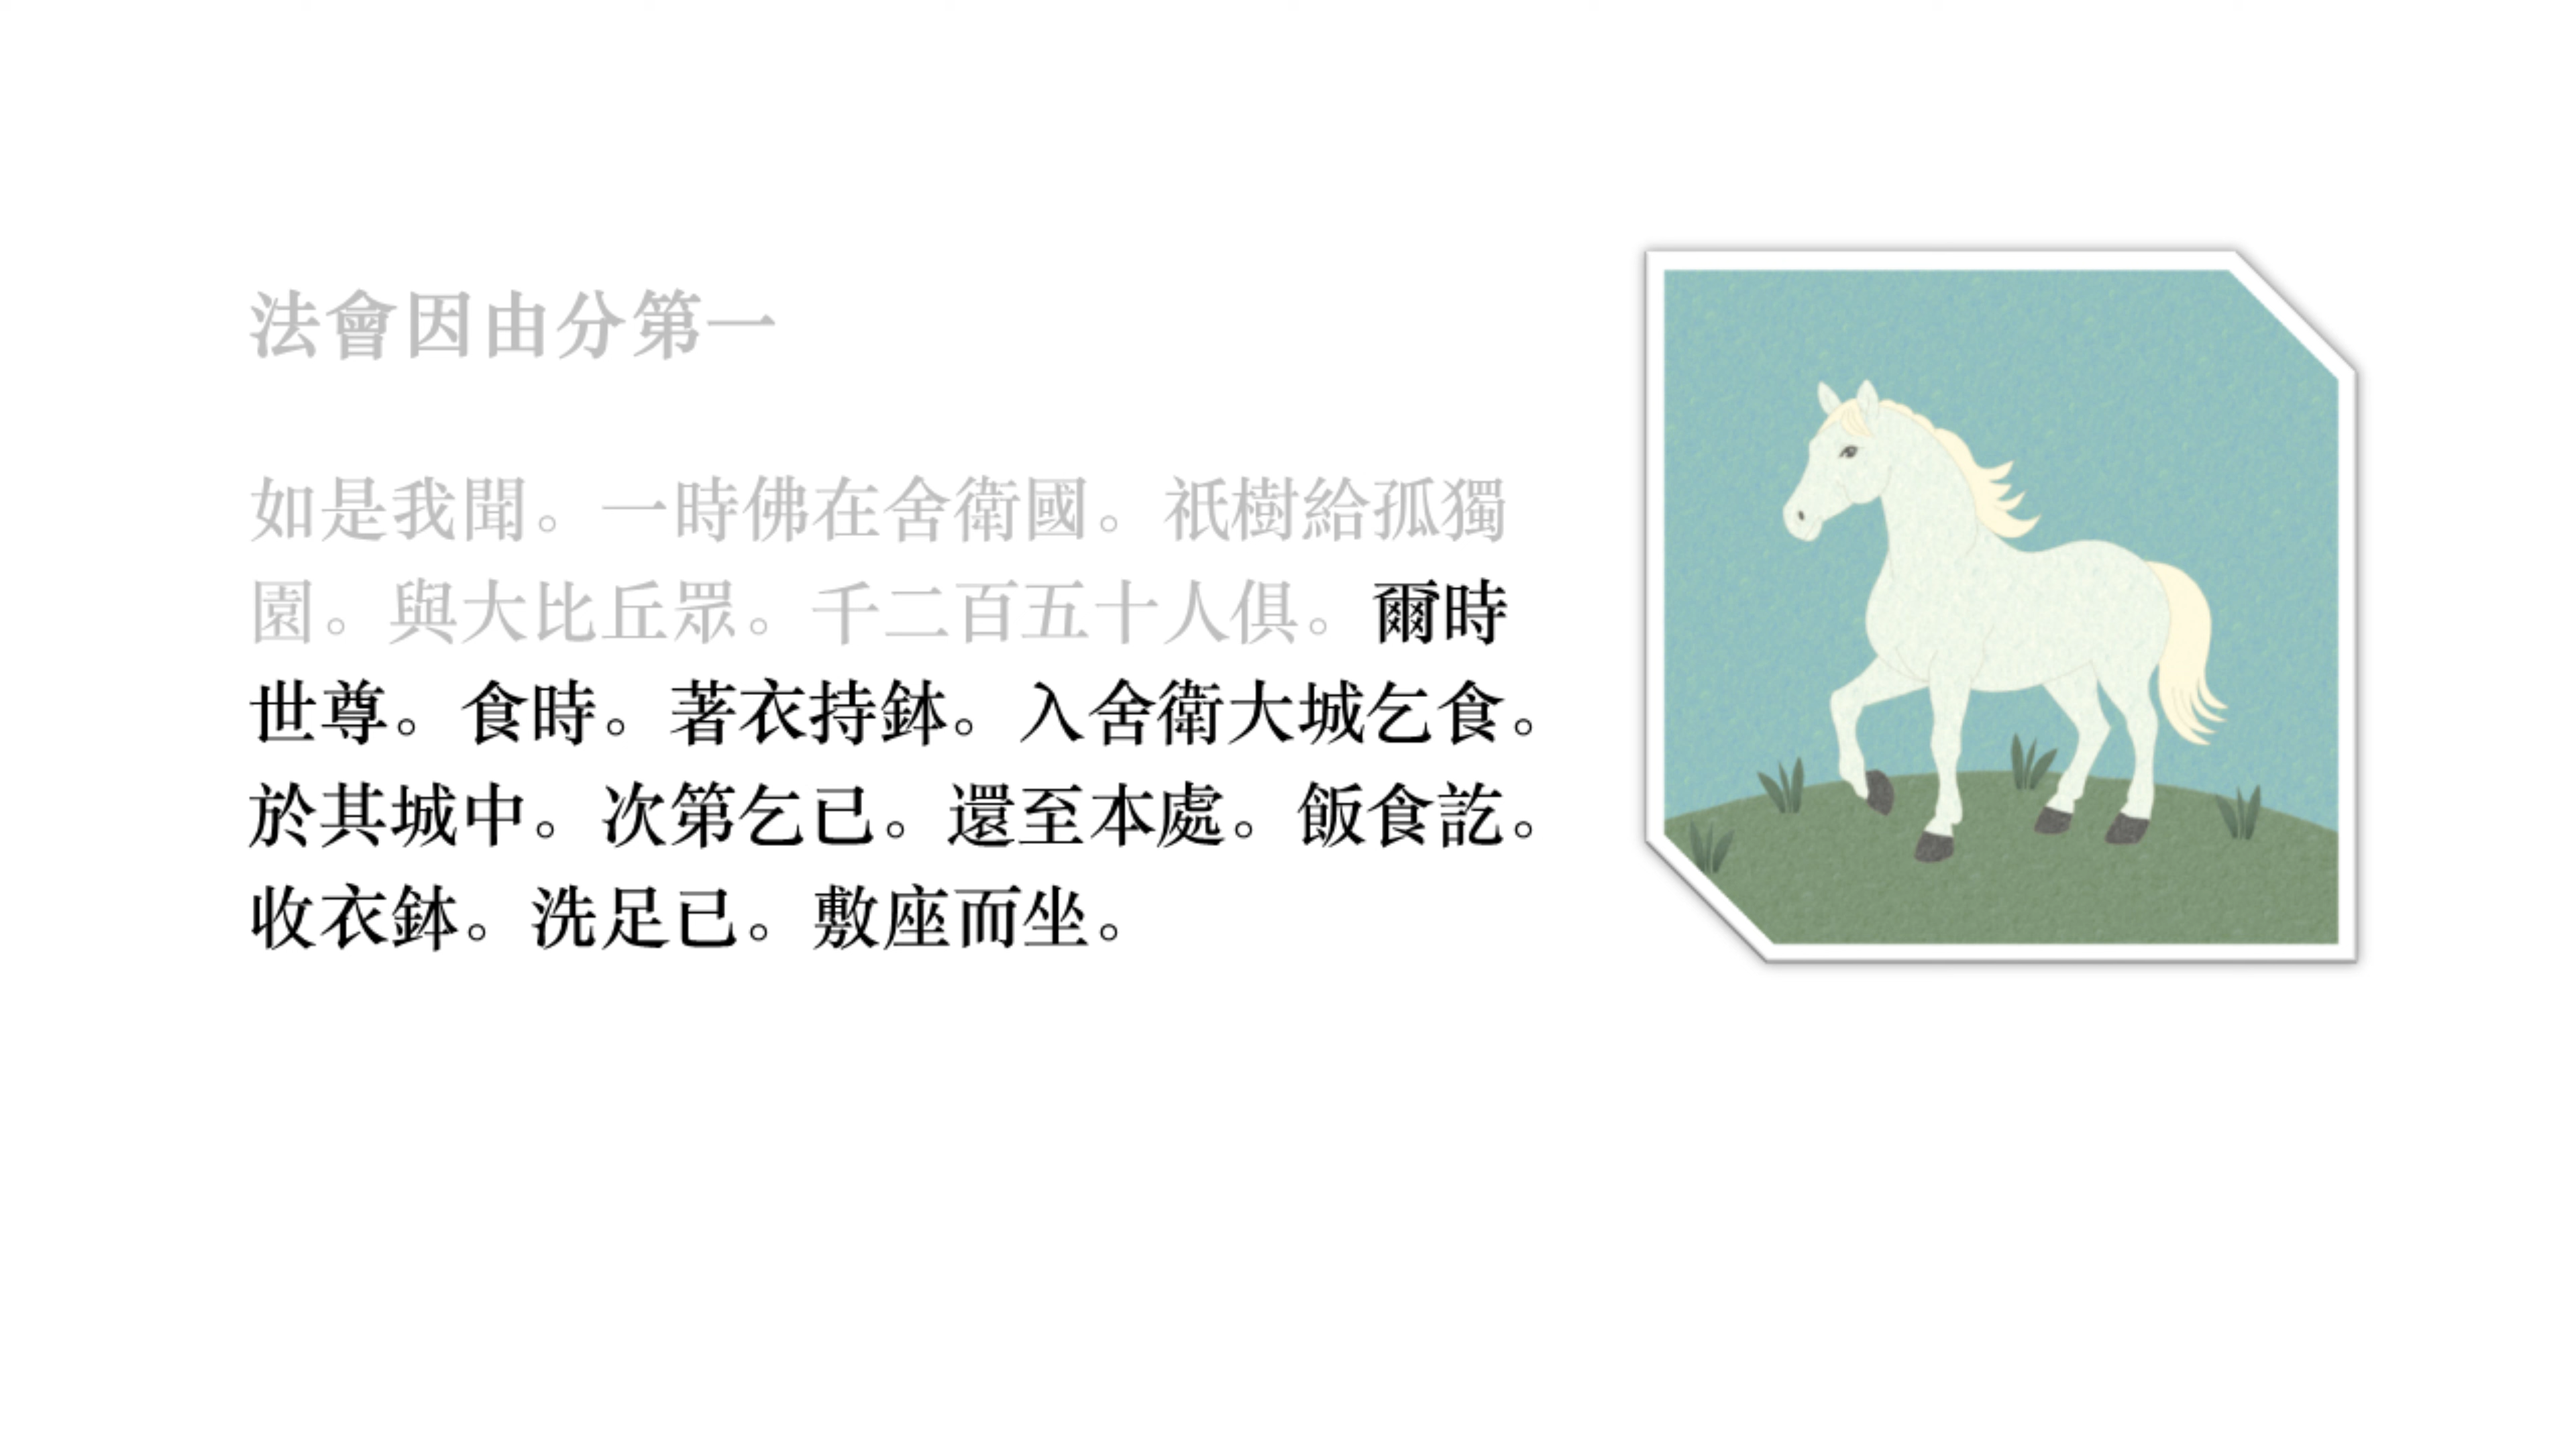 法會因由分第一
如是我聞。一時佛在舍衛國。祇樹給孤獨
園。與大比丘眾。千二百五十人俱。爾時
世尊。食時。著衣持鉢。入舍衛大城乞食。
於其城中。次第乞已。還至本處。飯食訖。
收衣鉢。洗足已。敷座而坐。